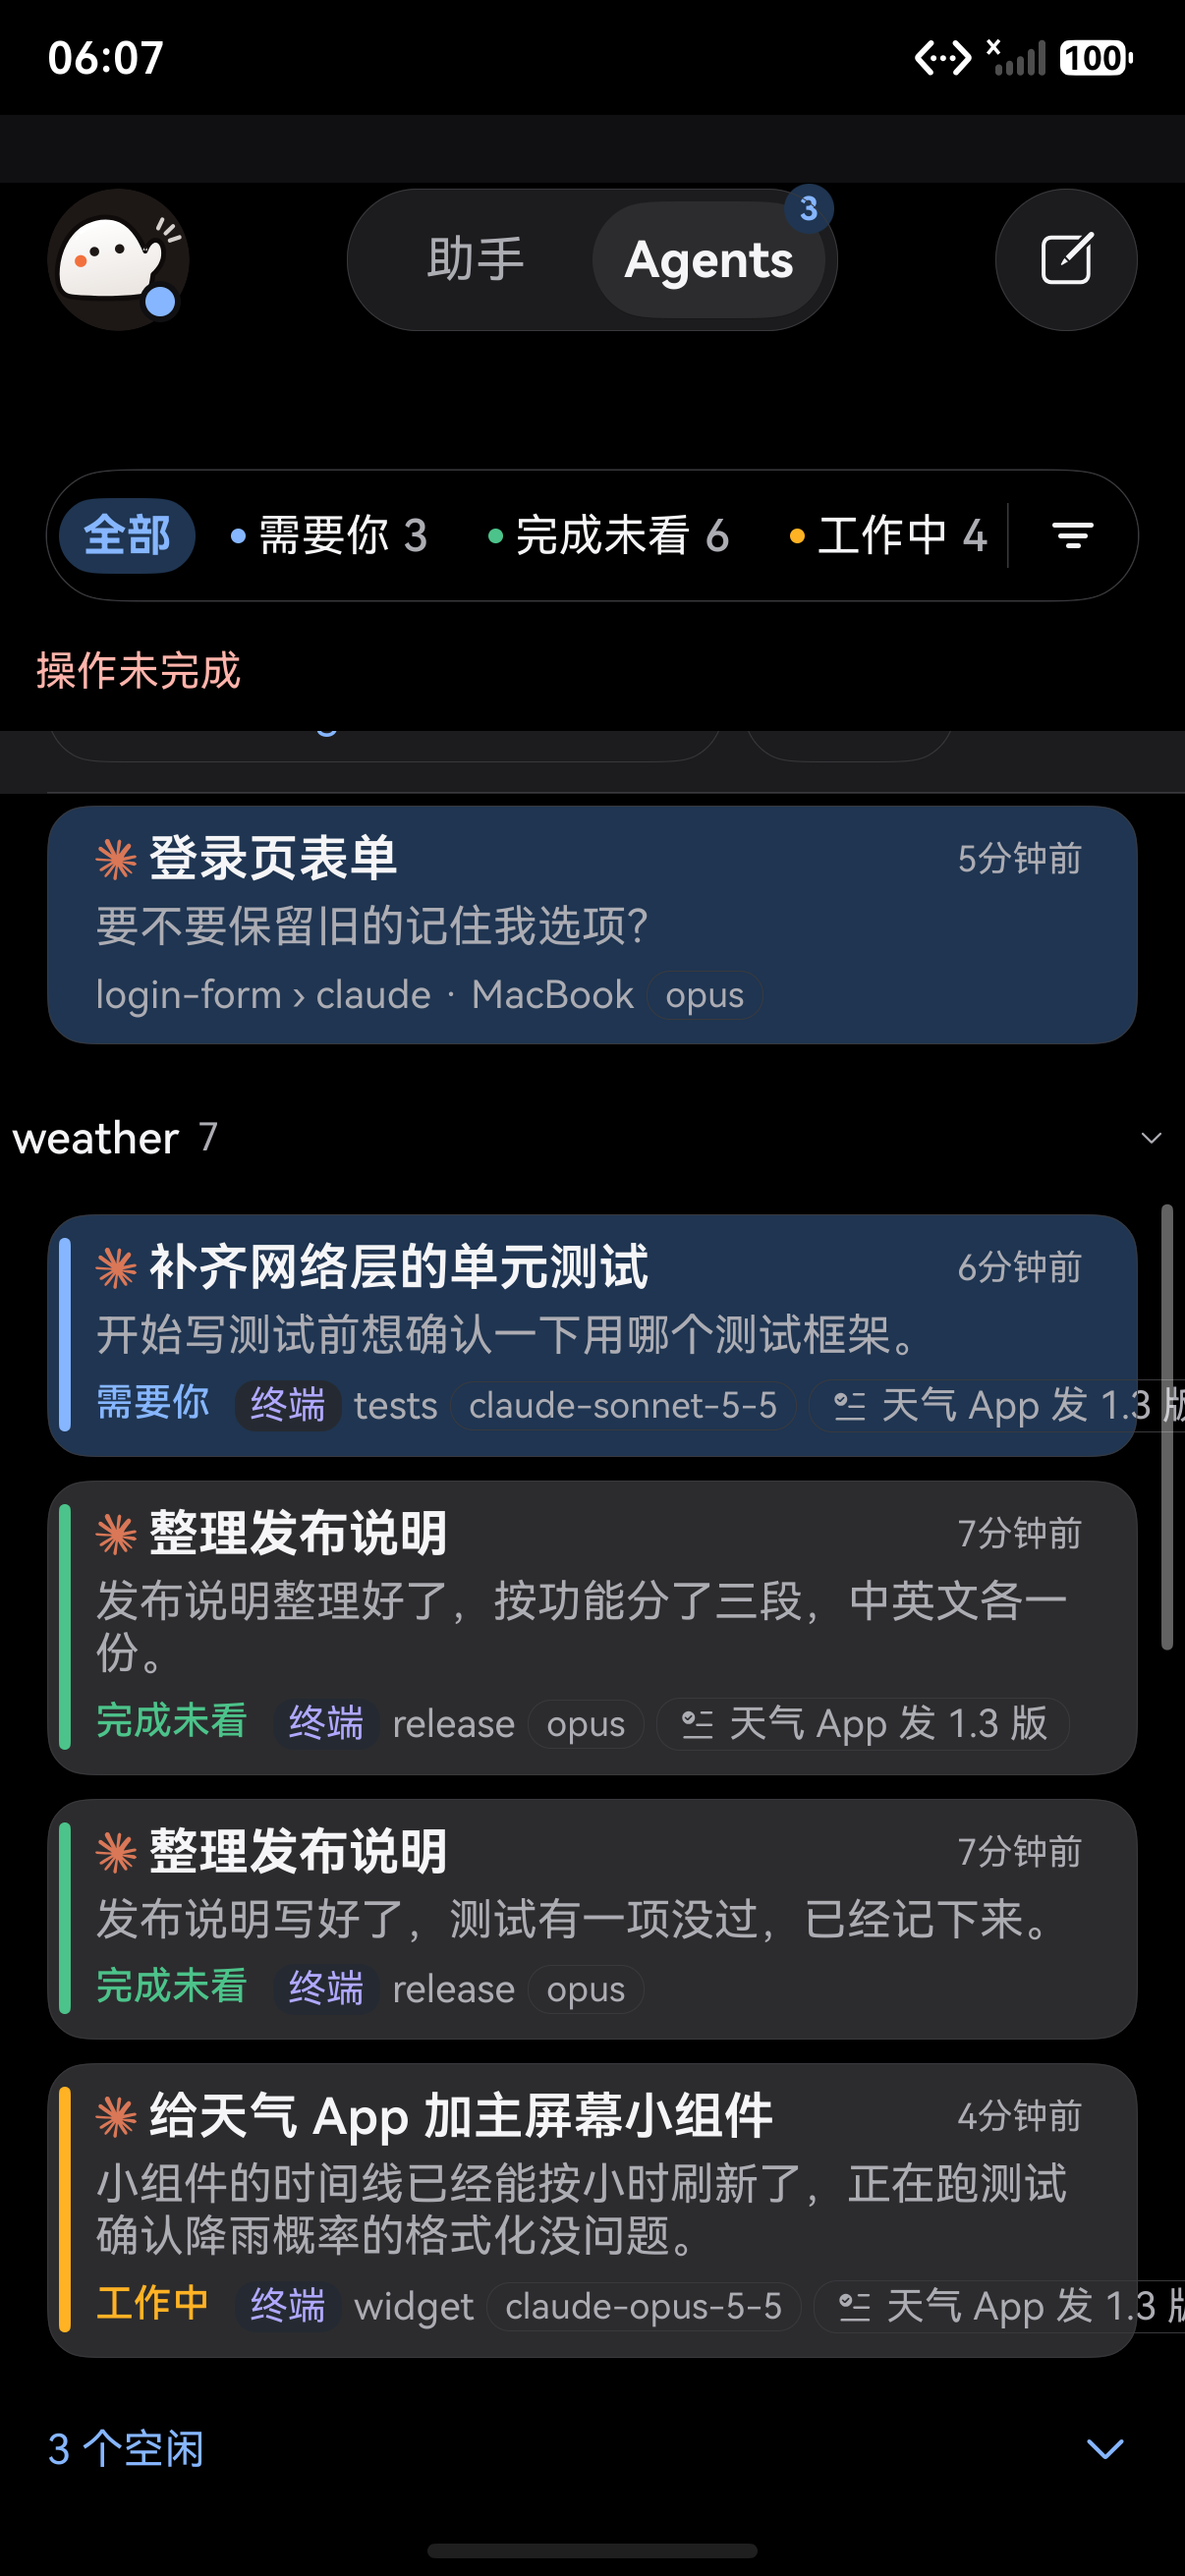 06:07
100
助手
Agents
3
全部
需要你 3
完成未看 6
工作中 4
操作未完成
登录页表单
5分钟前
要不要保留旧的记住我选项?
login-form › claude · MacBook opus
weather 7
补齐网络层的单元测试
6分钟前
开始写测试前想确认一下用哪个测试框架。
需要你 终端 tests claude-sonnet-5-5 天气 App 发 1.3 版
整理发布说明
7分钟前
发布说明整理好了，按功能分了三段，中英文各一
份。
完成未看 终端 release opus 天气 App 发 1.3 版
整理发布说明
7分钟前
发布说明写好了，测试有一项没过，已经记下来。
完成未看 终端 release opus
给天气 App 加主屏幕小组件
4分钟前
小组件的时间线已经能按小时刷新了，正在跑测试
确认降雨概率的格式化没问题。
工作中 终端 widget claude-opus-5-5 天气 App 发 1.3
3 个空闲